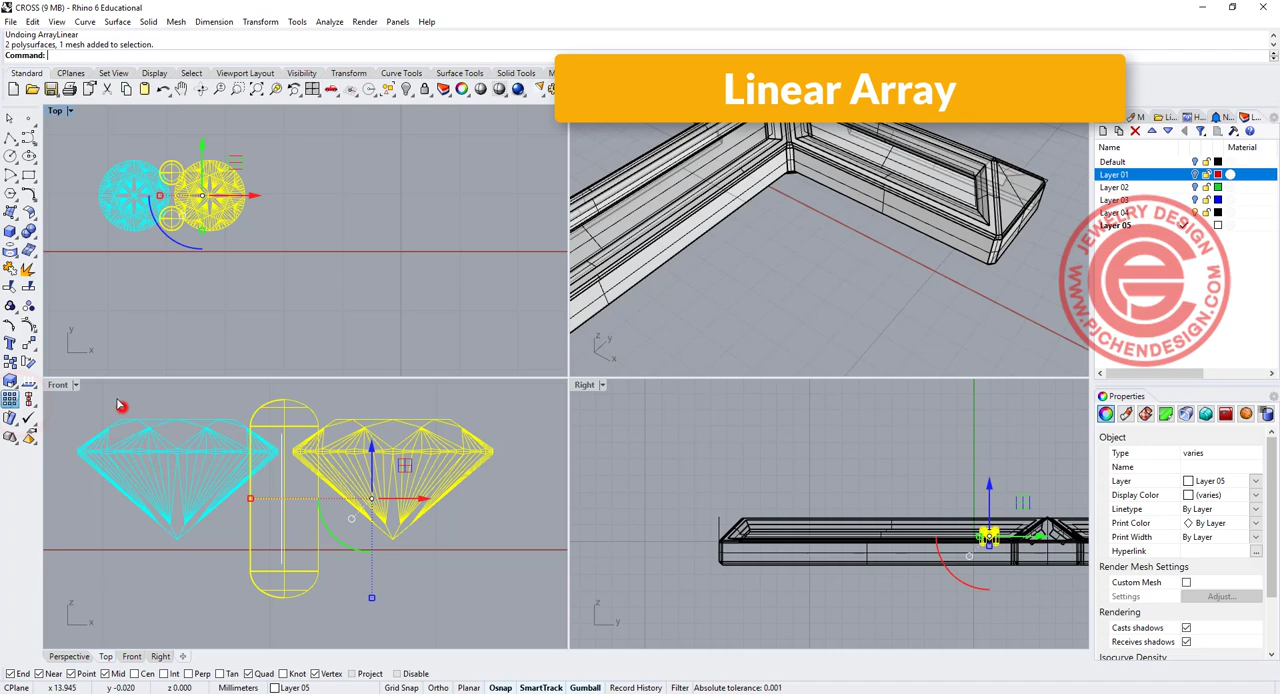 CROSS (9 MB) - Rhino 6 Educational
File Edit View Curve Surface Solid Mesh Dimension Transform Tools Analyze Render Panels Help
Undoing ArrayLinear
2 polysurfaces, 1 mesh added to selection.
Command:
Standard CPlanes Set View Display Select Viewport Layout Visibility Transform Curve Tools Surface Tools Solid Tools
Linear Array
Top
Name Material
Default
Layer 01
Layer 02
Layer 03
Layer 04
Layer 05
JEWELRY DESIGN
WWW.PJCHENDESIGN.COM
y
x
z
y
x
Front
Right
z
x
z
y
Properties
Object
Type varies
Name
Layer Layer 05
Display Color (varies)
Linetype By Layer
Print Color By Layer
Print Width By Layer
Hyperlink ...
Render Mesh Settings
Custom Mesh
Settings Adjust...
Rendering
Casts shadows
Receives shadows
Isocurve Density
Perspective Top Front Right
End Near Point Mid Cen Int Perp Tan Quad Knot Vertex Project Disable
CPlane x 13.945 y -0.020 z 0.000 Millimeters Layer 05 Grid Snap Ortho Planar Osnap SmartTrack Gumball Record History Filter Absolute tolerance: 0.001